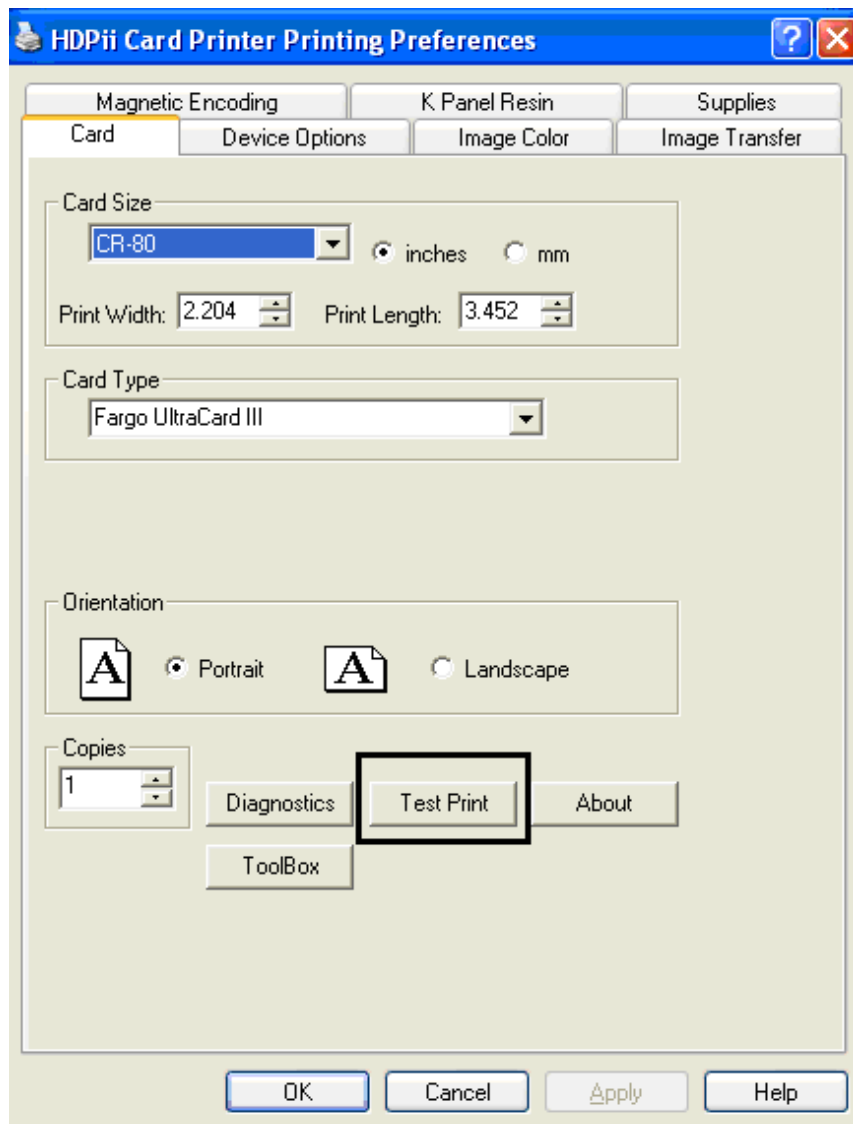 HDPii Card Printer Printing Preferences
Magnetic Encoding K Panel Resin Supplies
Card Device Options Image Color Image Transfer
Card Size
CR-80 inches mm
Print Width: 2.204 Print Length: 3.452
Card Type
Fargo UltraCard III
Orientation
A Portrait A Landscape
Copies
1
Diagnostics Test Print About
ToolBox
OK Cancel Apply Help